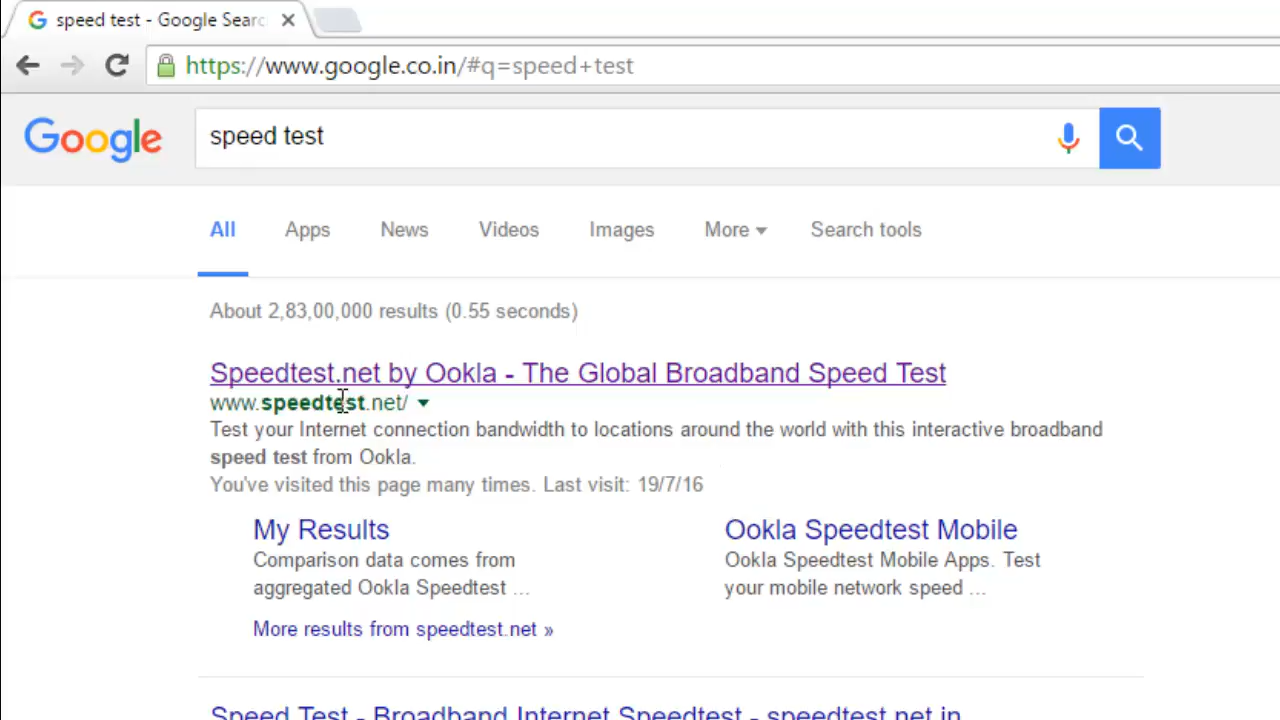 speed test - Google Searc
https://www.google.co.in/#q=speed+test
Google
speed test
All Apps News Videos Images More Search tools
About 2,83,00,000 results (0.55 seconds)
Speedtest.net by Ookla - The Global Broadband Speed Test
www.speedtest.net/
Test your Internet connection bandwidth to locations around the world with this interactive broadband
speed test from Ookla.
You've visited this page many times. Last visit: 19/7/16
My Results
Comparison data comes from
aggregated Ookla Speedtest ...
Ookla Speedtest Mobile
Ookla Speedtest Mobile Apps. Test
your mobile network speed ...
More results from speedtest.net »
Speed Test - Broadband Internet Speedtest - speedtest.net.in